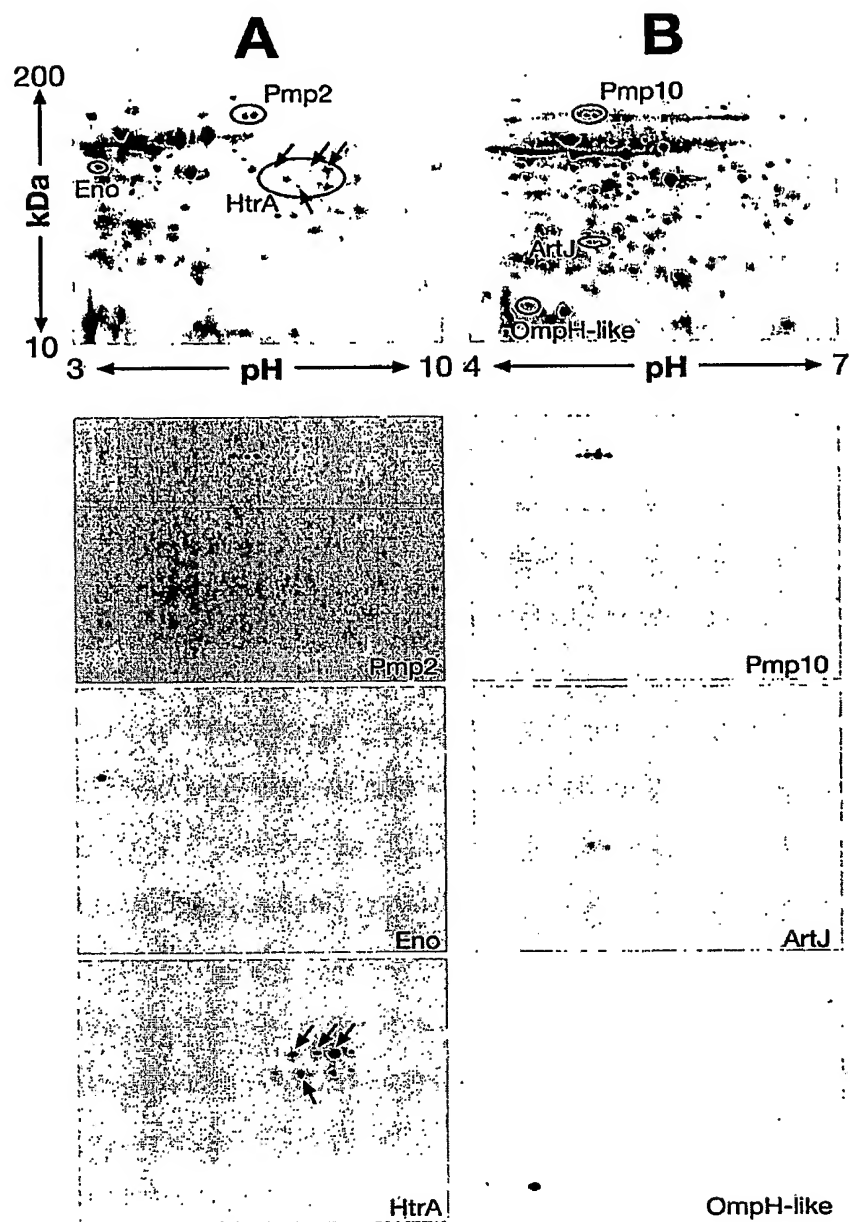 A
B
200
Pmp2
Pmp10
Eno
HtrA
kDa
ArtJ
OmpH-like
10
3 pH 10
4 pH 7
Pmp2
Pmp10
Eno
ArtJ
HtrA
OmpH-like